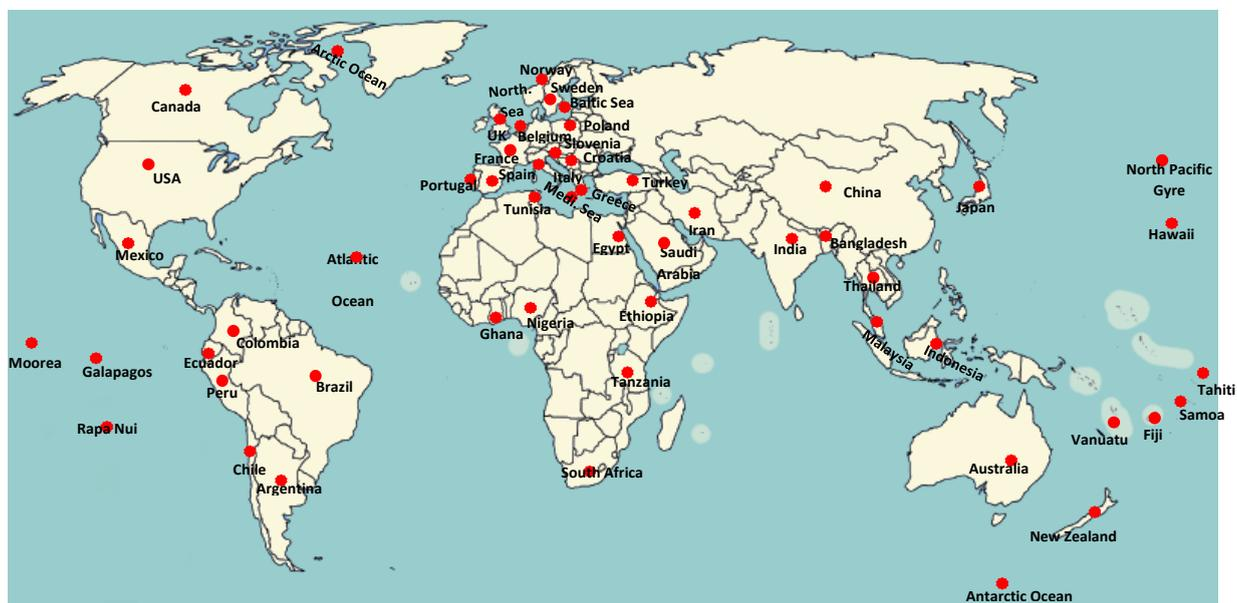 Arctic Ocean
Norway
North.
Sweden
Canada
Baltic Sea
Sea
Poland
UK
Belgium
Slovenia
France
Croatia
USA
Spain
Italy
North Pacific
Gyre
Portugal
Turkey
China
Medi. Sea
Greece
Tunisia
Japan
Iran
Hawaii
Mexico
Egypt
Saudi
Arabia
India
Bangladesh
Atlantic
Ocean
Thailand
Ethiopia
Nigeria
Ghana
Colombia
Malaysia
Indonesia
Moorea
Galapagos
Ecuador
Peru
Brazil
Tanzania
Tahiti
Samoa
Rapa Nui
Vanuatu
Fiji
Chile
Argentina
South Africa
Australia
New Zealand
Antarctic Ocean